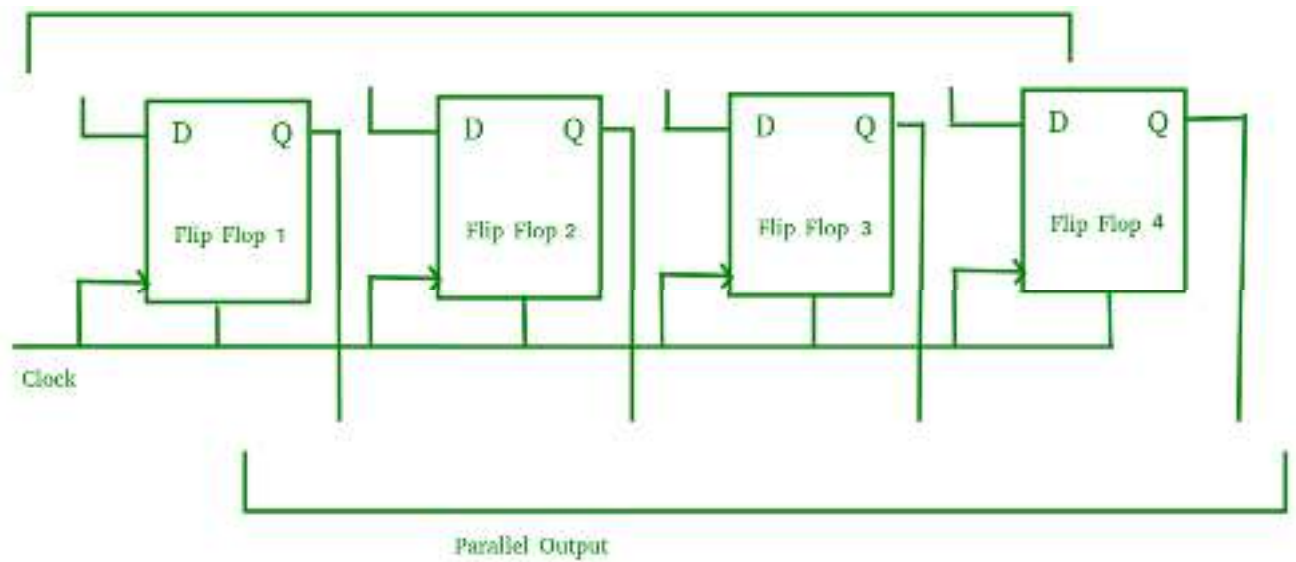 D Q D Q D Q D Q
Flip Flop 1 Flip Flop 2 Flip Flop 3 Flip Flop 4
Clock
Parallel Output